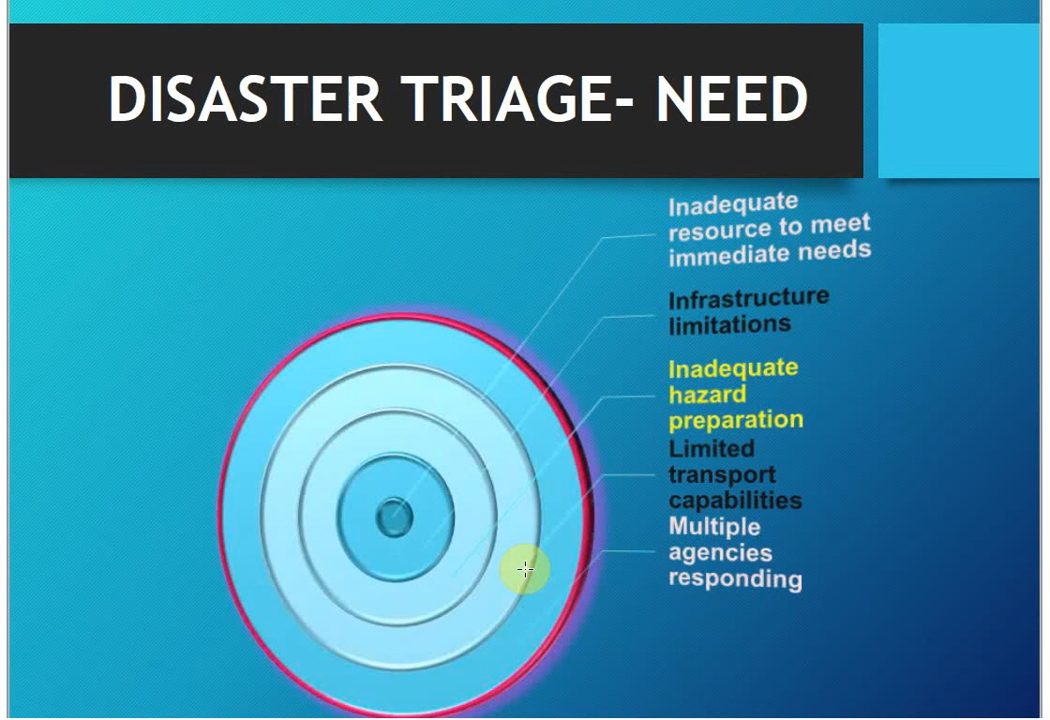 DISASTER TRIAGE- NEED
Inadequate
resource to meet
immediate needs
Infrastructure
limitations
Inadequate
hazard
preparation
Limited
transport
capabilities
Multiple
agencies
responding